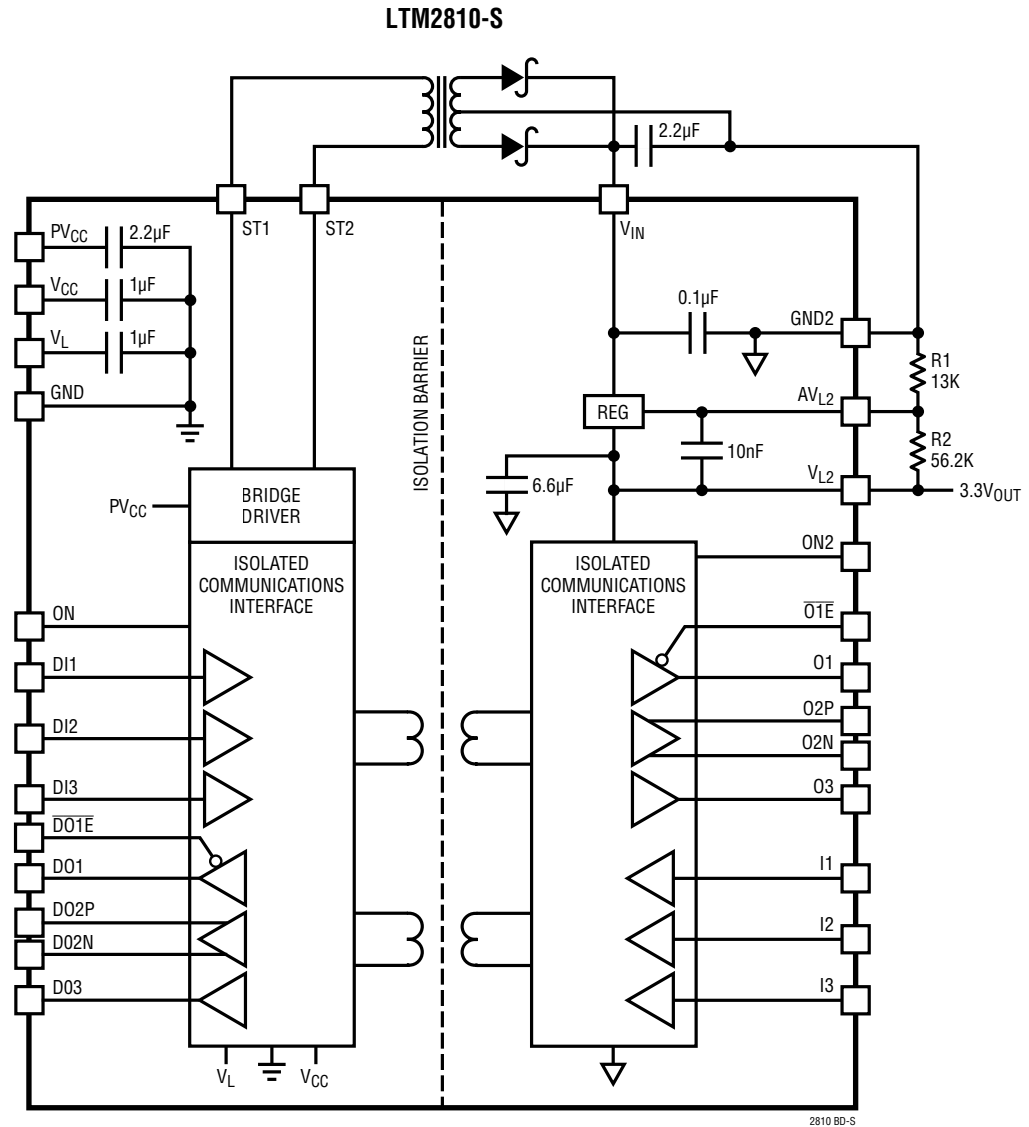 LTM2810-S
2.2µF
ST1
ST2
VIN
PVCC
2.2µF
VCC
1µF
VL
1µF
GND
ISOLATION BARRIER
0.1µF
GND2
R1
13K
REG
AVL2
10nF
R2
56.2K
6.6µF
VL2
3.3VOUT
PVCC
BRIDGE
DRIVER
ISOLATED
COMMUNICATIONS
INTERFACE
ISOLATED
COMMUNICATIONS
INTERFACE
ON2
ON
O1E
DI1
O1
DI2
O2P
O2N
DI3
O3
DO1E
DO1
I1
DO2P
DO2N
I2
DO3
I3
VL
VCC
2810 BD-S